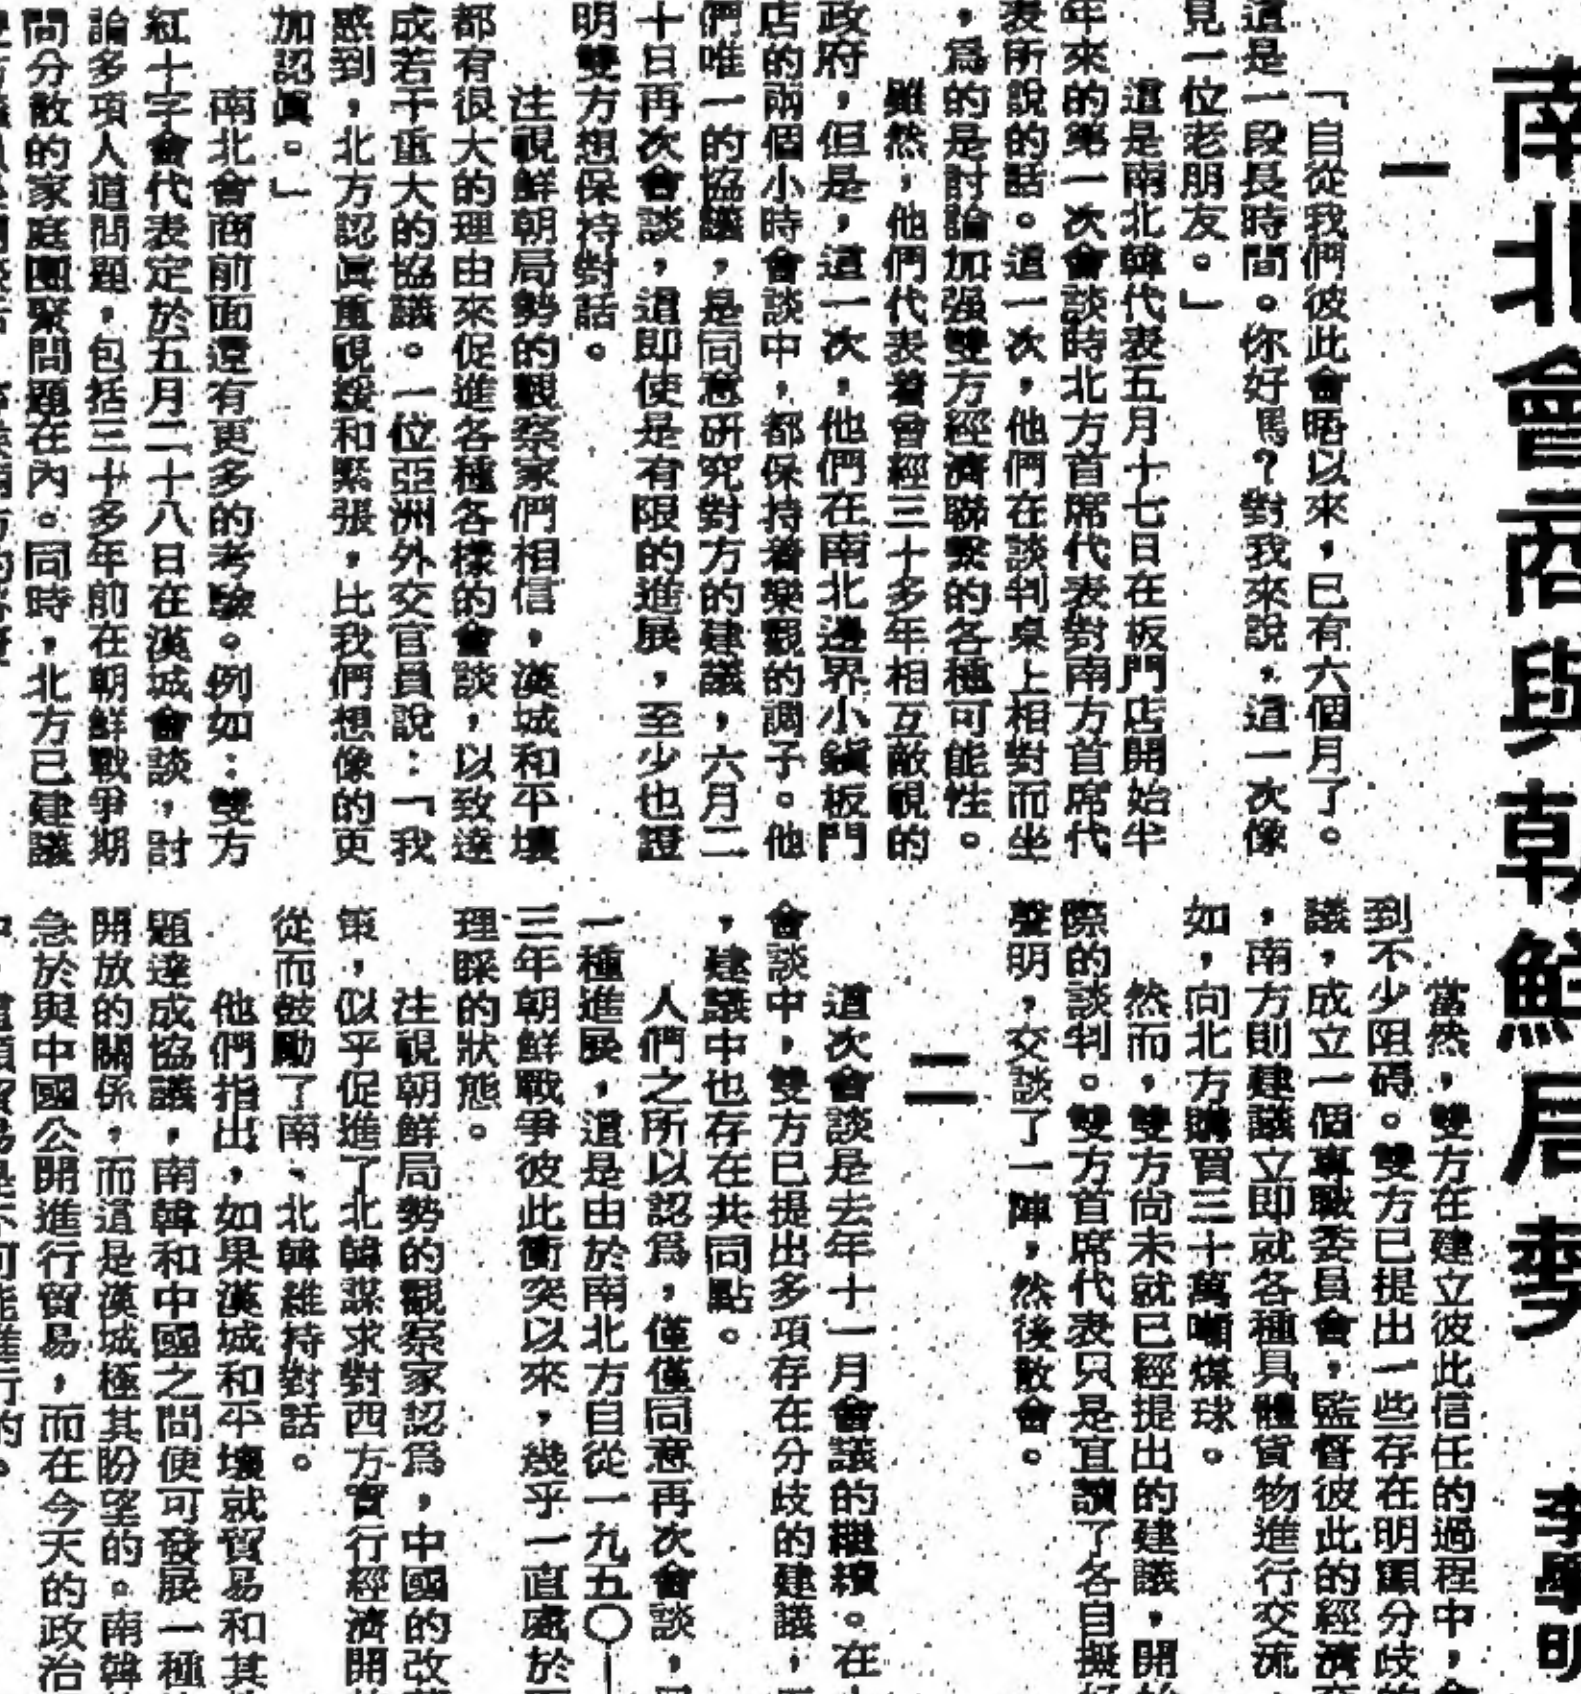 南北會商與朝鮮局勢
李學明
一
「自從我們彼此會晤以來，已有六個月了。
這是一段長時間。你好嗎？對我來說，這一次像
見一位老朋友。」
這是南北韓代表五月十七日在板門店開始半
年來的第一次會談時北方首席代表對南方首席代
表所說的話。這一次，他們在談判桌上相對而坐
，爲的是討論加强雙方經濟聯繫的各種可能性。
雖然，他們代表着曾經三十多年相互敵視的
政府，但是，這一次，他們在南北邊界小鎭板門
店的兩個小時會談中，都保持着樂觀的調子。他
們唯一的協議，是同意研究對方的建議，六月二
十日再次會談，這即使是有限的進展，至少也證
明雙方想保持對話。
注視鮮朝局勢的觀察家們相信，漢城和平壤
都有很大的理由來促進各種各樣的會談，以致達
成若干重大的協議。一位亞洲外交官員說：「我
感到，北方認眞重視緩和緊張，比我們想像的更
加認眞。」
南北會商前面還有更多的考驗。例如：雙方
紅十字會代表定於五月二十八日在漢城會談，討
論多項人道問題，包括三十多年前在朝鮮戰爭期
間分散的家庭團聚問題在內。同時，北方已建議
當然，雙方在建立彼此信任的過程中，會
到不少阻碍。雙方已提出一些存在明顯分歧的
議，成立一個專職委員會，監督彼此的經濟
，南方則建議立即就各種具體貨物進行交流
如，向北方購買三十萬噸煤球。
然而，雙方尚未就已經提出的建議，開始
際的談判。雙方首席代表只是宣讀了各自擬好
聲明，交談了一陣，然後散會。
二
這次會談是去年十一月會議的繼續。在
會談中，雙方已提出多項存在分歧的建議，
，建議中也存在共同點。
人們之所以認爲，僅僅同意再次會談，
一種進展，這是由於南北方自從一九五〇—
三年朝鮮戰爭彼此衝突以來，幾乎一直處於
理睬的狀態。
注視朝鮮局勢的觀察家認爲，中國的改
策，似乎促進了北韓謀求對西方實行經濟開
從而鼓勵了南、北韓維持對話。
他們指出，如果漢城和平壤就貿易和其
題達成協議，南韓和中國之間便可發展一種
開放的關係，而這是漢城極其盼望的。南韓
急於與中國公開進行貿易，而在今天的政治